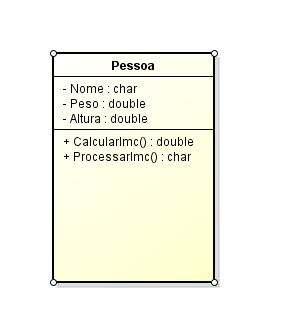 Pessoa
- Nome : char
- Peso : double
- Altura : double
+ CalcularImc() : double
+ ProcessarImc() : char